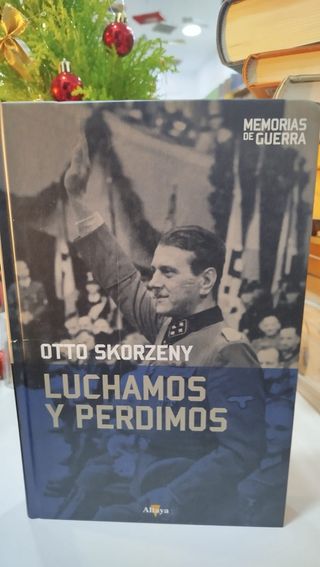 MEMORIAS
DE GUERRA
OTTO SKORZENY
LUCHAMOS
Y PERDIMOS
Altaya